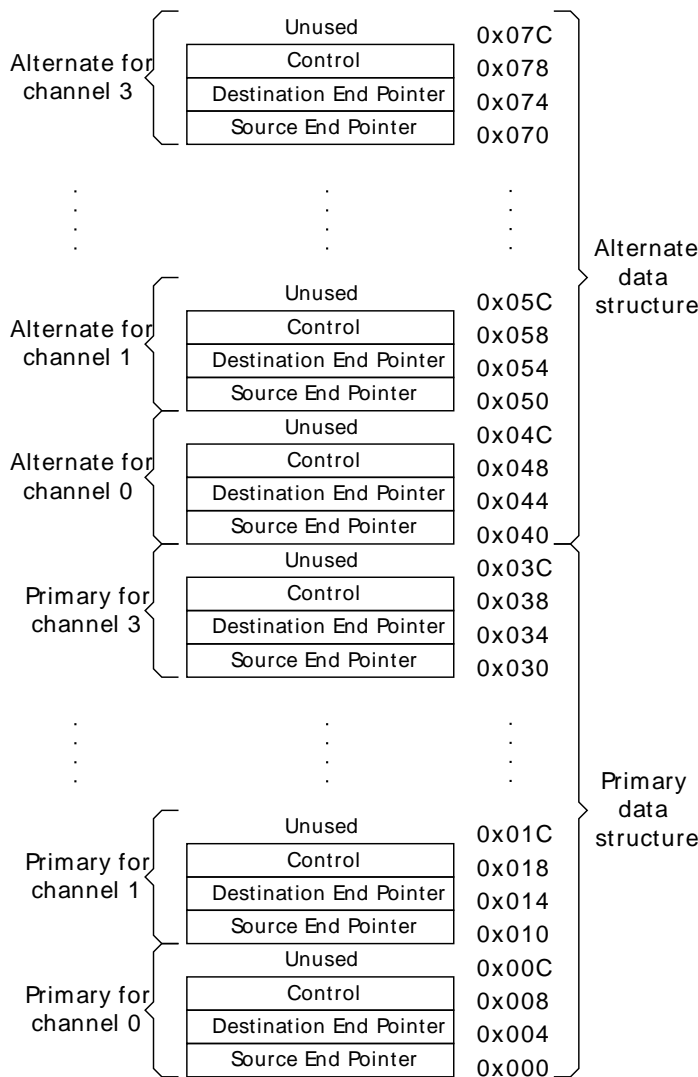 Unused 0x07C
Alternate for
channel 3
Control 0x078
Destination End Pointer 0x074
Source End Pointer 0x070
Alternate
data
structure
Unused 0x05C
Alternate for
channel 1
Control 0x058
Destination End Pointer 0x054
Source End Pointer 0x050
Unused 0x04C
Alternate for
channel 0
Control 0x048
Destination End Pointer 0x044
Source End Pointer 0x040
Unused 0x03C
Primary for
channel 3
Control 0x038
Destination End Pointer 0x034
Source End Pointer 0x030
Primary
data
structure
Unused 0x01C
Primary for
channel 1
Control 0x018
Destination End Pointer 0x014
Source End Pointer 0x010
Unused 0x00C
Primary for
channel 0
Control 0x008
Destination End Pointer 0x004
Source End Pointer 0x000